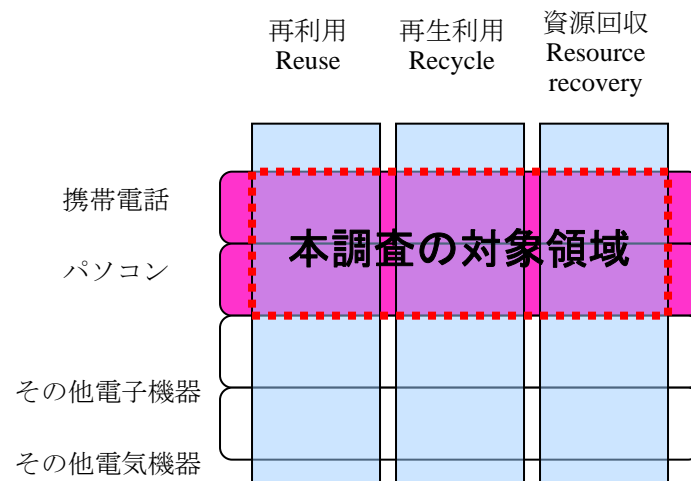 再利用
Reuse
再生利用
Recycle
資源回収
Resource
recovery
携帯電話
パソコン
本調査の対象領域
その他電子機器
その他電気機器